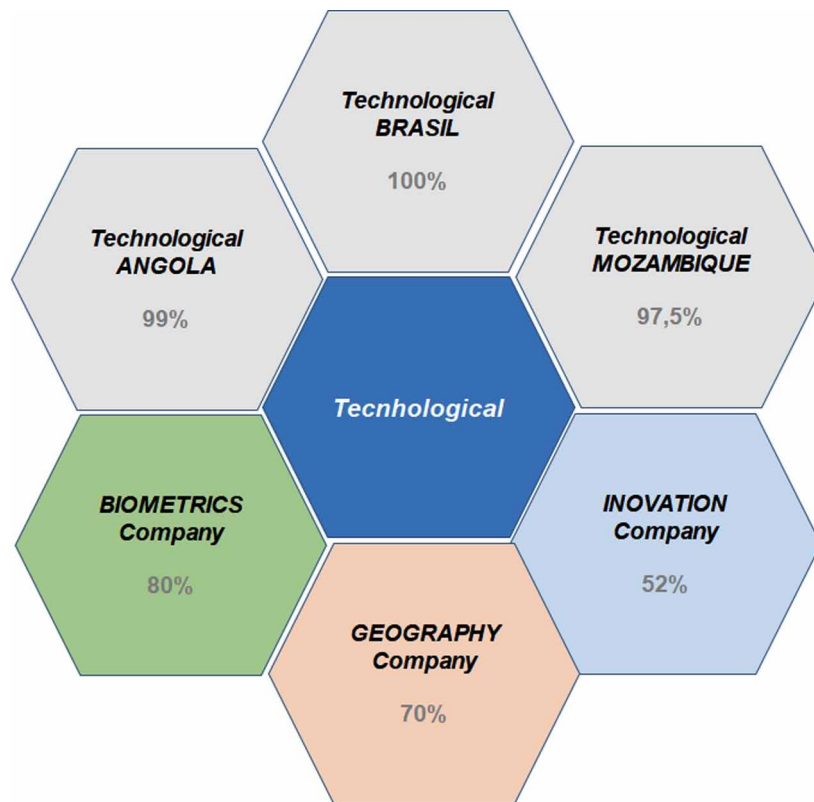 Technological
BRASIL
100%
Technological
ANGOLA
99%
Technological
MOZAMBIQUE
97,5%
Tecnhological
BIOMETRICS
Company
80%
INOVATION
Company
52%
GEOGRAPHY
Company
70%